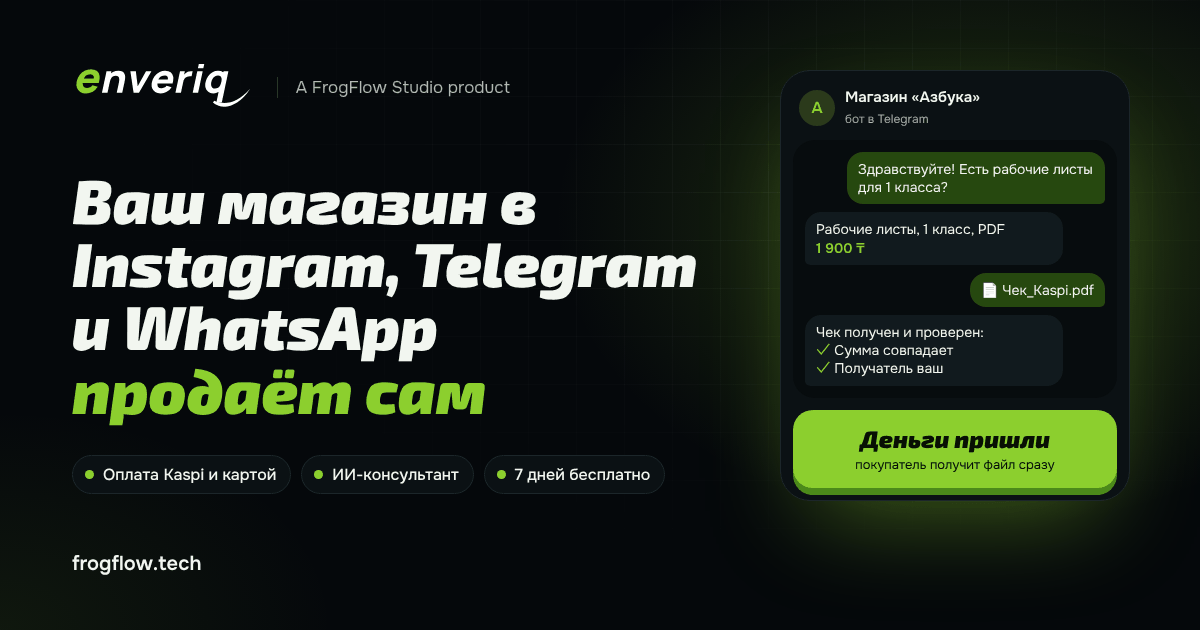 enveriq
A FrogFlow Studio product
Ваш магазин в
Instagram, Telegram
и WhatsApp
продаёт сам
Оплата Kaspi и картой
ИИ-консультант
7 дней бесплатно
frogflow.tech
А
Магазин «Азбука»
бот в Telegram
Здравствуйте! Есть рабочие листы
для 1 класса?
Рабочие листы, 1 класс, PDF
1 900 ₸
Чек_Kaspi.pdf
Чек получен и проверен:
✓ Сумма совпадает
✓ Получатель ваш
Деньги пришли
покупатель получит файл сразу